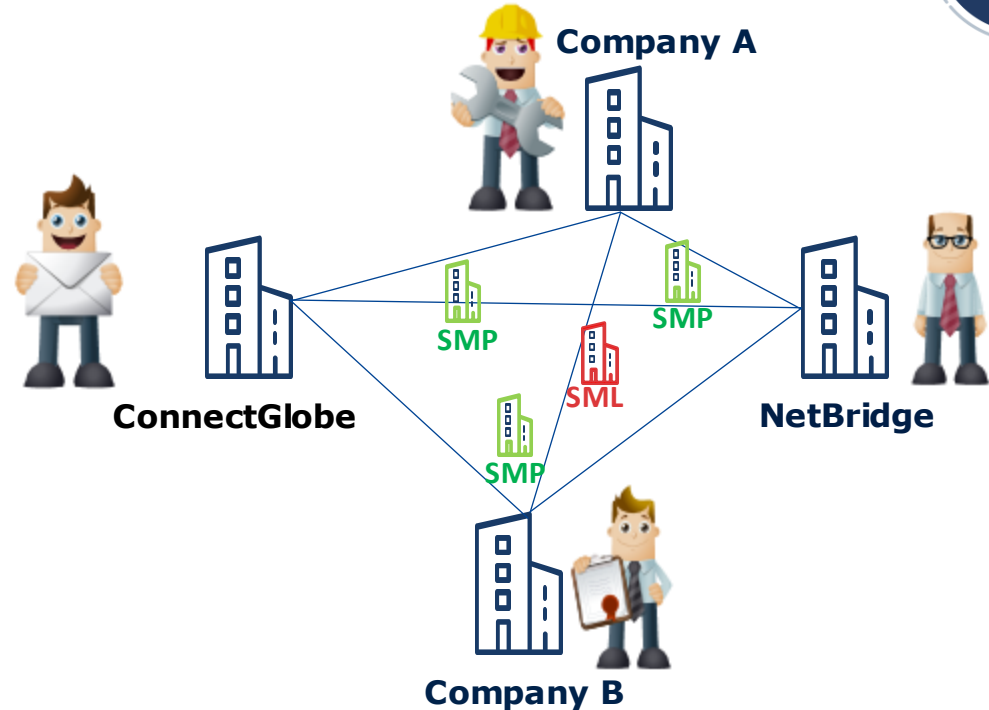 Company A
SMP
SMP
SML
ConnectGlobe
NetBridge
SMP
Company B